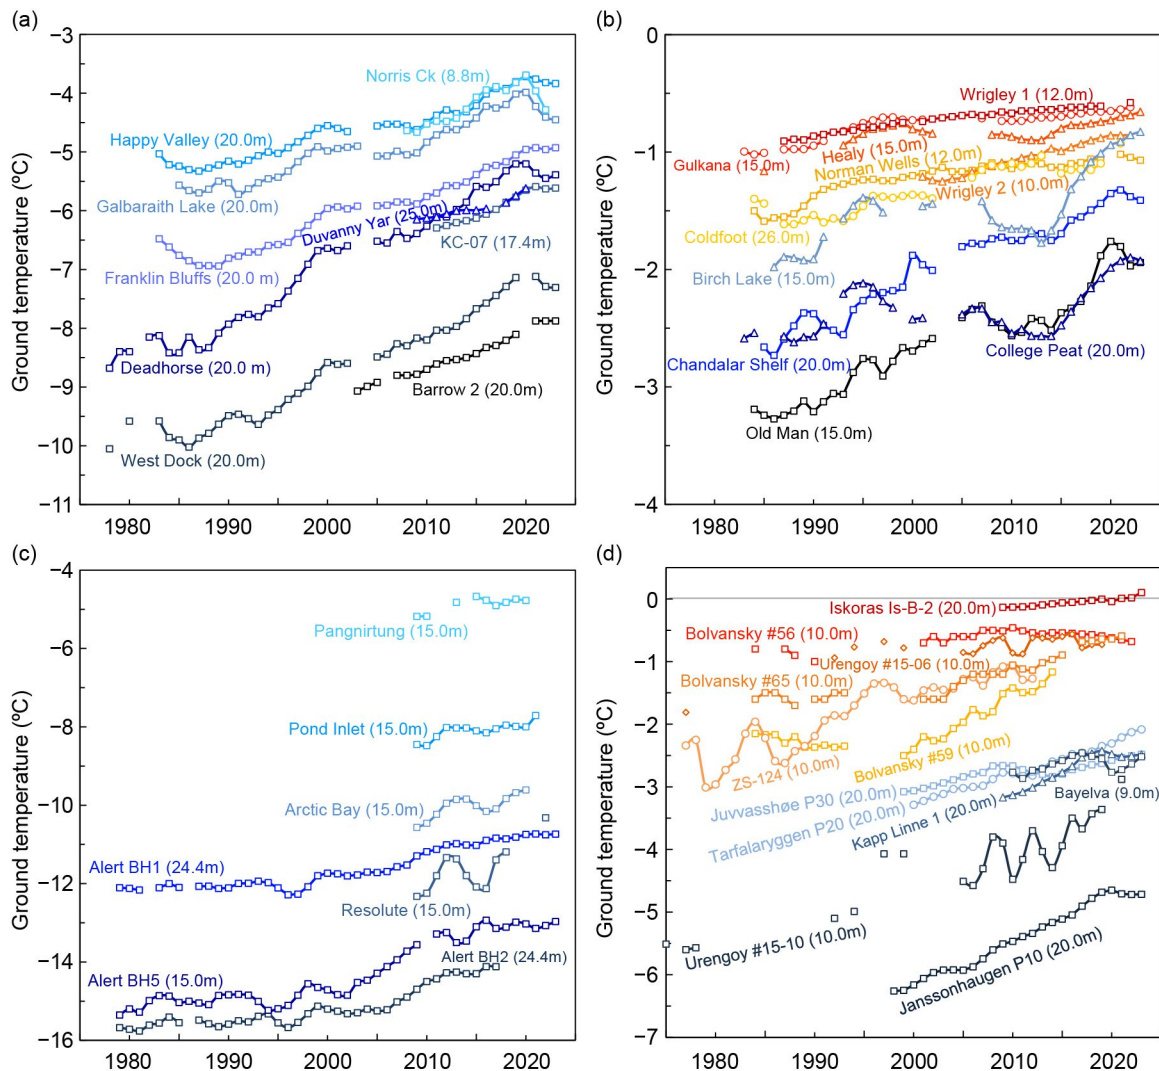 (a)
Ground temperature (ºC)
−3
−4
−5
−6
−7
−8
−9
−10
−11
Norris Ck (8.8m)
Happy Valley (20.0m)
Galbaraith Lake (20.0m)
Duvanny Yar (25.0m)
KC-07 (17.4m)
Franklin Bluffs (20.0 m)
Deadhorse (20.0 m)
Barrow 2 (20.0m)
West Dock (20.0m)
1980 1990 2000 2010 2020
(b)
Ground temperature (ºC)
0
−1
−2
−3
−4
Wrigley 1 (12.0m)
Gulkana (15.0m)
Healy (15.0m)
Norman Wells (12.0m)
Wrigley 2 (10.0m)
Coldfoot (26.0m)
Birch Lake (15.0m)
Chandalar Shelf (20.0m)
College Peat (20.0m)
Old Man (15.0m)
1980 1990 2000 2010 2020
(c)
Ground temperature (ºC)
−4
−6
−8
−10
−12
−14
−16
Pangnirtung (15.0m)
Pond Inlet (15.0m)
Arctic Bay (15.0m)
Alert BH1 (24.4m)
Resolute (15.0m)
Alert BH2 (24.4m)
Alert BH5 (15.0m)
1980 1990 2000 2010 2020
(d)
Ground temperature (ºC)
0
−1
−2
−3
−4
−5
−6
−7
Iskoras Is-B-2 (20.0m)
Bolvansky #56 (10.0m)
Urengoy #15-06 (10.0m)
Bolvansky #65 (10.0m)
Bolvansky #59 (10.0m)
ZS-124 (10.0m)
Juvvasshøe P30 (20.0m)
Tarfalaryggen P20 (20.0m)
Kapp Linne 1 (20.0m)
Bayelva (9.0m)
Urengoy #15-10 (10.0m)
Janssonhaugen P10 (20.0m)
1980 1990 2000 2010 2020